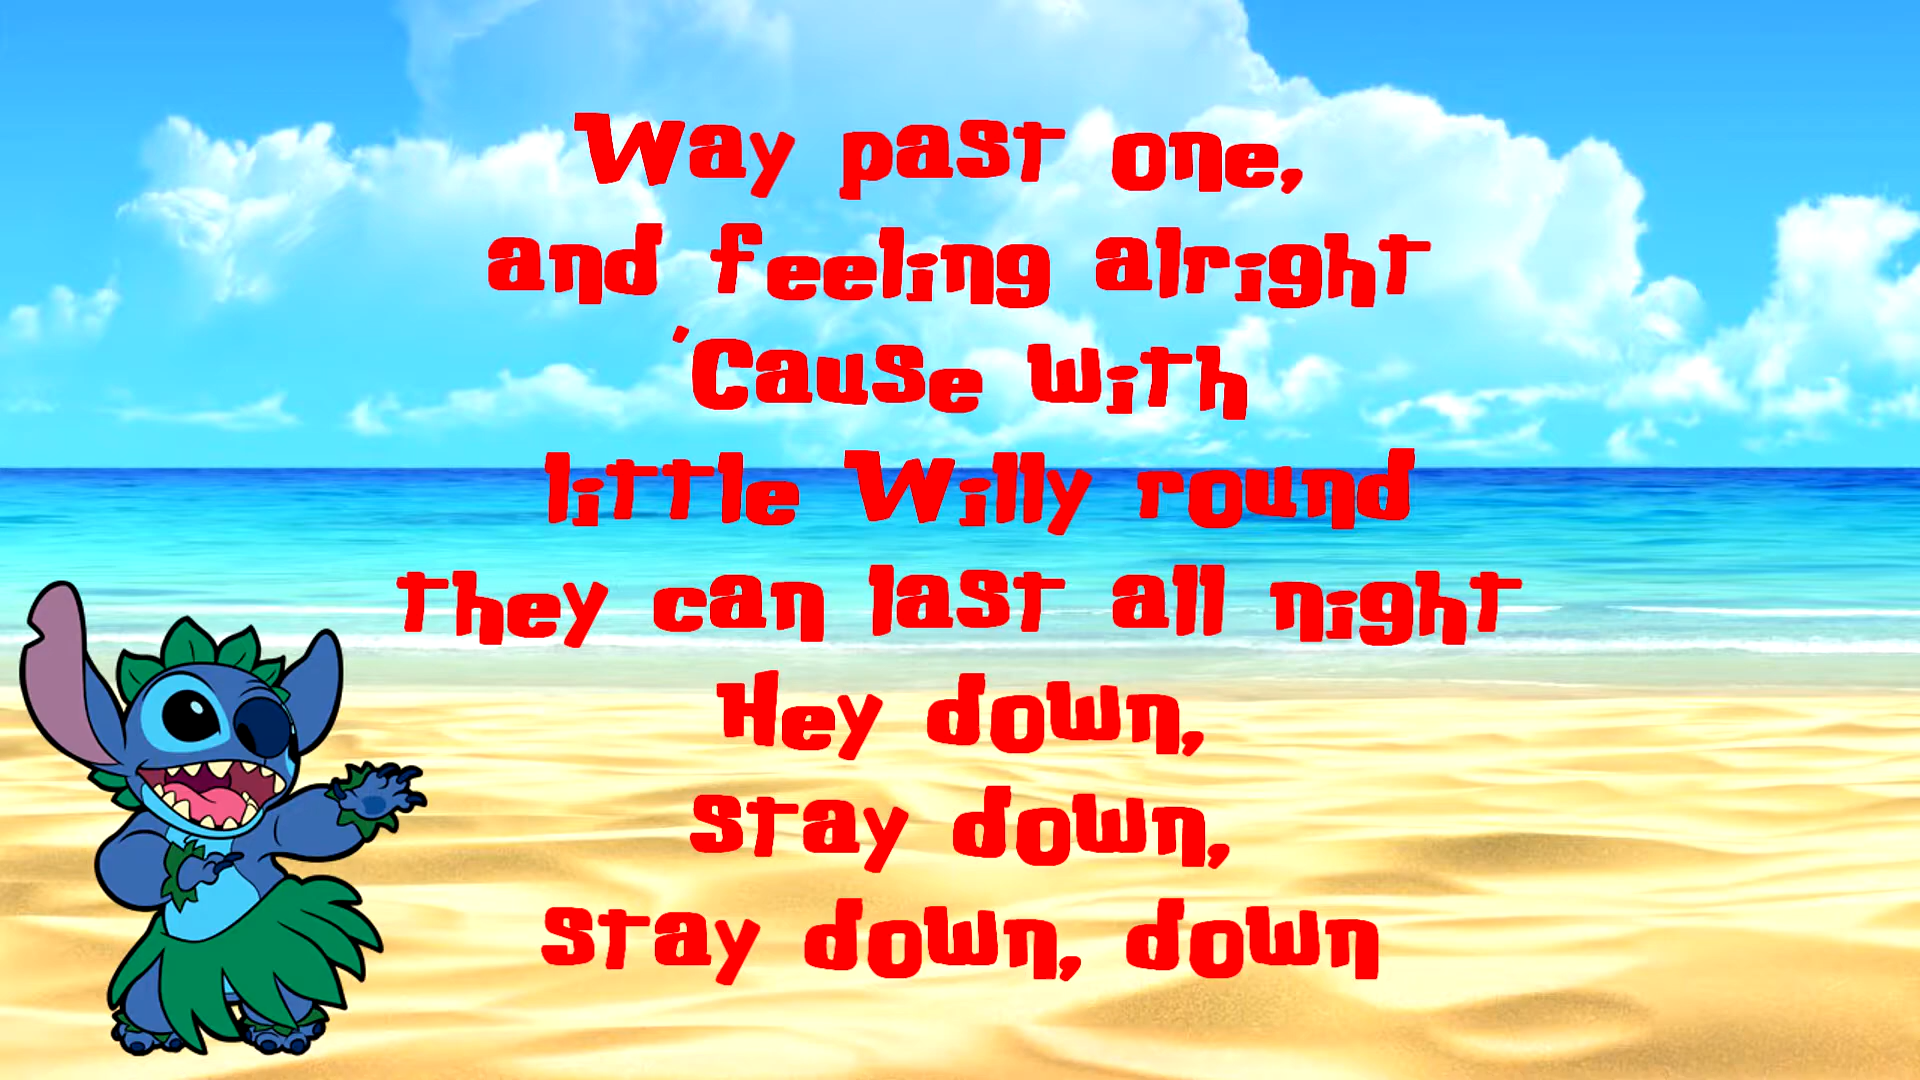 Way past one,
and feeling alright
'Cause with
little Willy round
they can last all night
Hey down,
stay down,
stay down, down